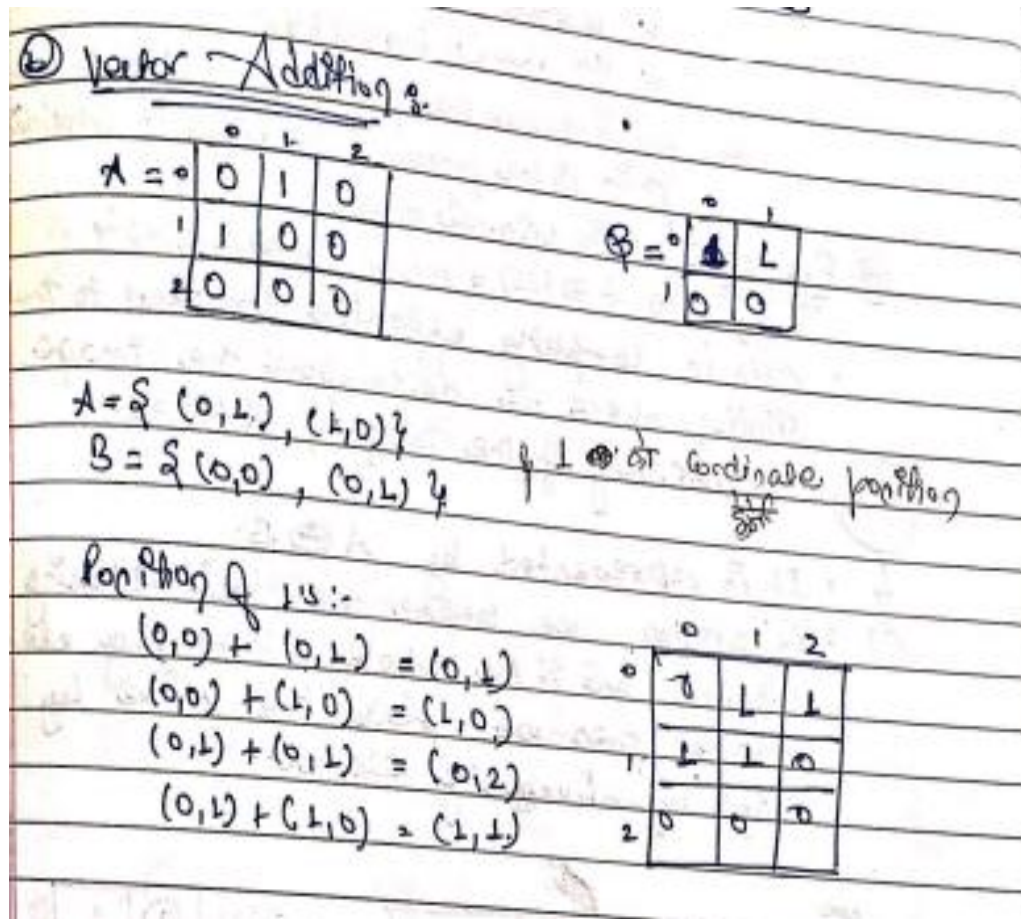 ② Vector Addition :-
0 1 2
A = 0 0 1 0
1 1 0 0
2 0 0 0
0 1
B = 0 1 1
1 0 0
A = { (0,1), (1,0) }
B = { (0,0), (0,1) } } 1 का Cordinate position
Position of 1's :-
(0,0) + (0,1) = (0,1)
(0,0) + (1,0) = (1,0)
(0,1) + (0,1) = (0,2)
(0,1) + (1,0) = (1,1)
0 1 2
0 0 1 1
1 1 1 0
2 0 0 0